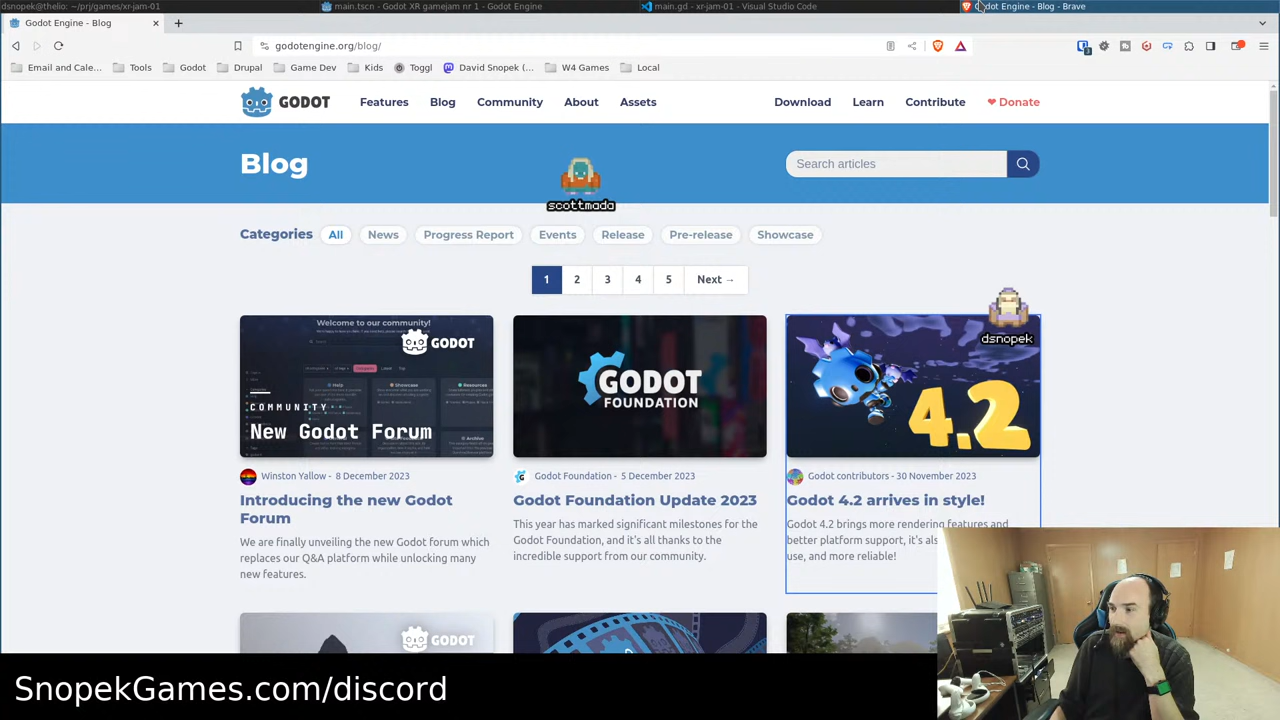 dsnopek@thelio: ~/prj/games/xr-jam-01
main.tscn - Godot XR gamejam nr 1 - Godot Engine
main.gd - xr-jam-01 - Visual Studio Code
Godot Engine - Blog - Brave
Godot Engine - Blog
godotengine.org/blog/
Email and Cale...
Tools
Godot
Drupal
Game Dev
Kids
Toggl
David Snopek (...
W4 Games
Local
GODOT
Features
Blog
Community
About
Assets
Download
Learn
Contribute
❤ Donate
Blog
Search articles
scottmada
Categories
All
News
Progress Report
Events
Release
Pre-release
Showcase
1
2
3
4
5
Next →
dsnopek
Welcome to our community!
GODOT
COMMUNITY
New Godot Forum
GODOT
FOUNDATION
4.2
Winston Yallow - 8 December 2023
Introducing the new Godot
Forum
We are finally unveiling the new Godot forum which
replaces our Q&A platform while unlocking many
new features.
Godot Foundation - 5 December 2023
Godot Foundation Update 2023
This year has marked significant milestones for the
Godot Foundation, and it's all thanks to the
incredible support from our community.
Godot contributors - 30 November 2023
Godot 4.2 arrives in style!
Godot 4.2 brings more rendering features and
better platform support, it's als
use, and more reliable!
GODOT
SnopekGames.com/discord